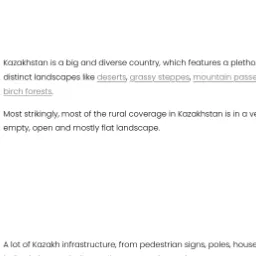 Kazakhstan is a big and diverse country, which features a pletho
distinct landscapes like deserts, grassy steppes, mountain passe
birch forests.
Most strikingly, most of the rural coverage in Kazakhstan is in a ve
empty, open and mostly flat landscape.
A lot of Kazakh infrastructure, from pedestrian signs, poles, house